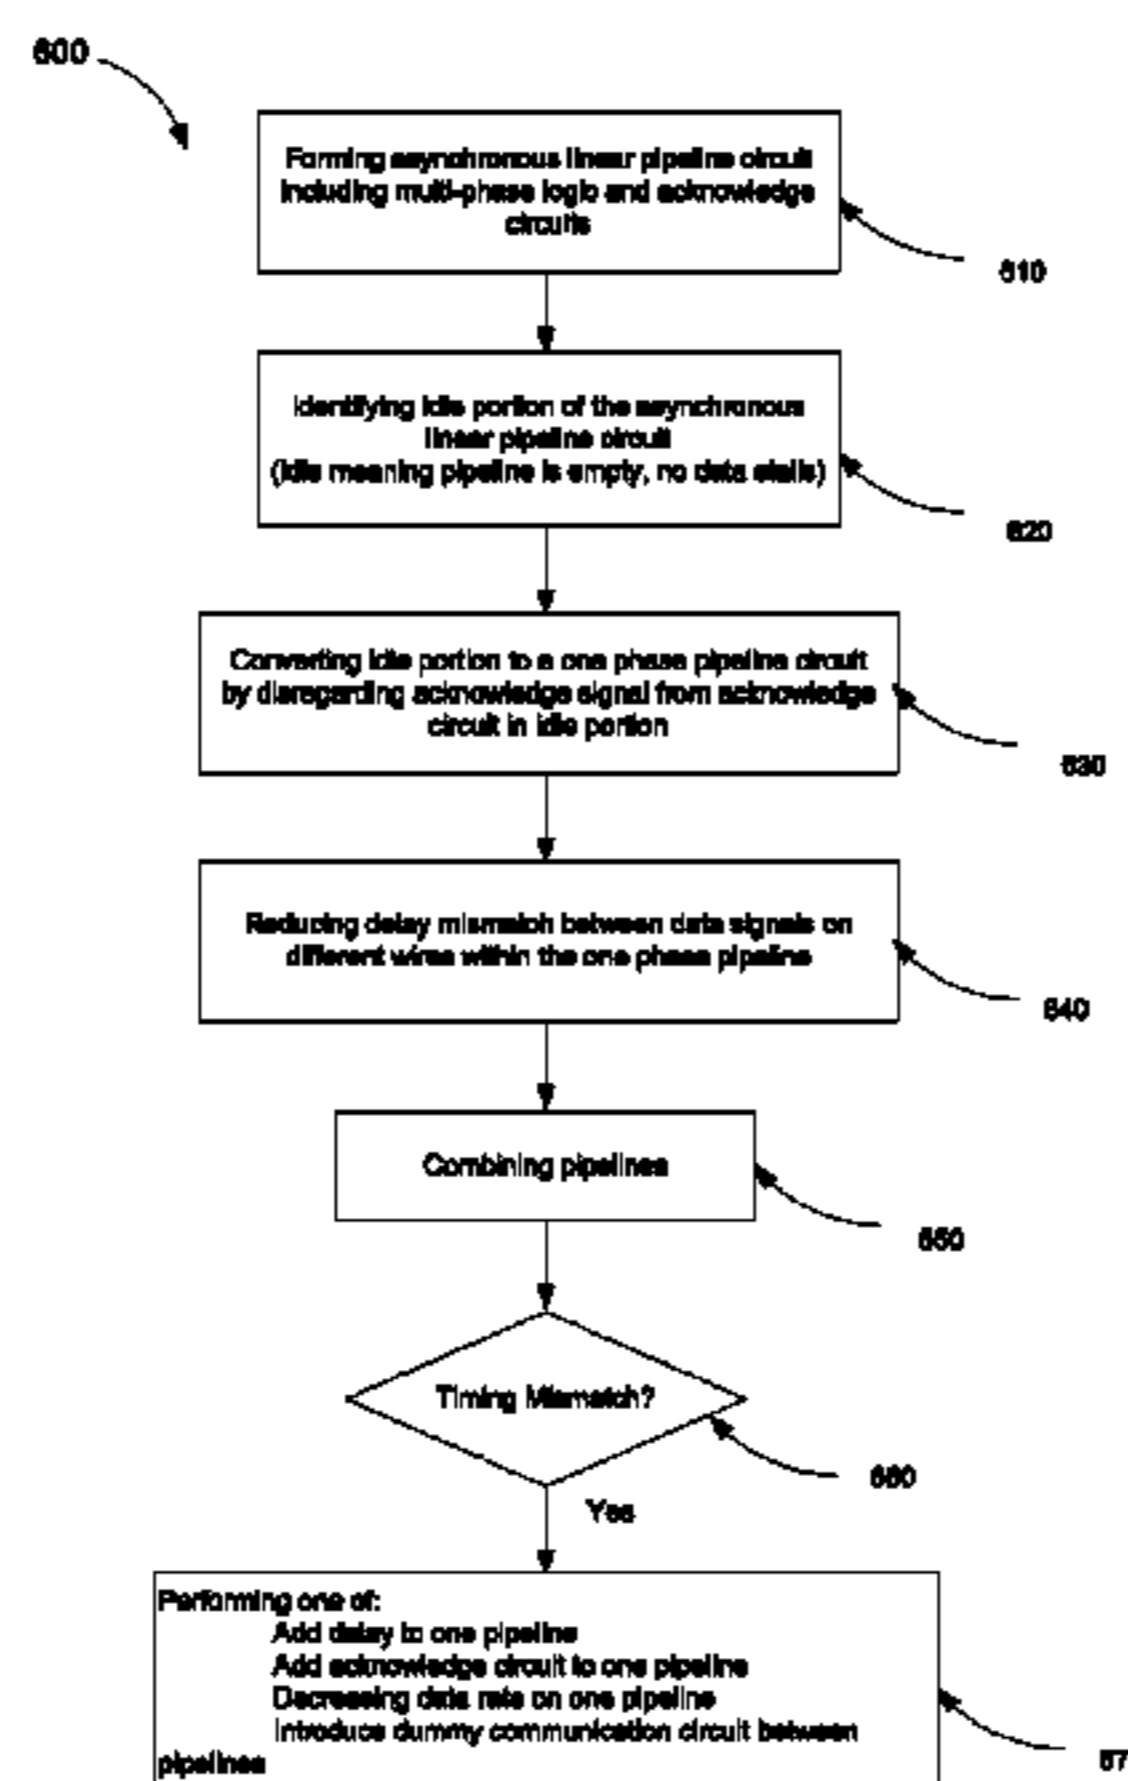 600
Forming asynchronous linear pipeline circuit
including multi-phase logic and acknowledge
circuits
610
Identifying idle portion of the asynchronous
linear pipeline circuit
(idle meaning pipeline is empty, no data stalls)
620
Converting idle portion to a one phase pipeline circuit
by disregarding acknowledge signal from acknowledge
circuit in idle portion
630
Reducing delay mismatch between data signals on
different wires within the one phase pipeline
640
Combining pipelines
650
Timing Mismatch?
660
Yes
Performing one of:
Add delay to one pipeline
Add acknowledge circuit to one pipeline
Decreasing data rate on one pipeline
Introduce dummy communication circuit between
pipelines
67